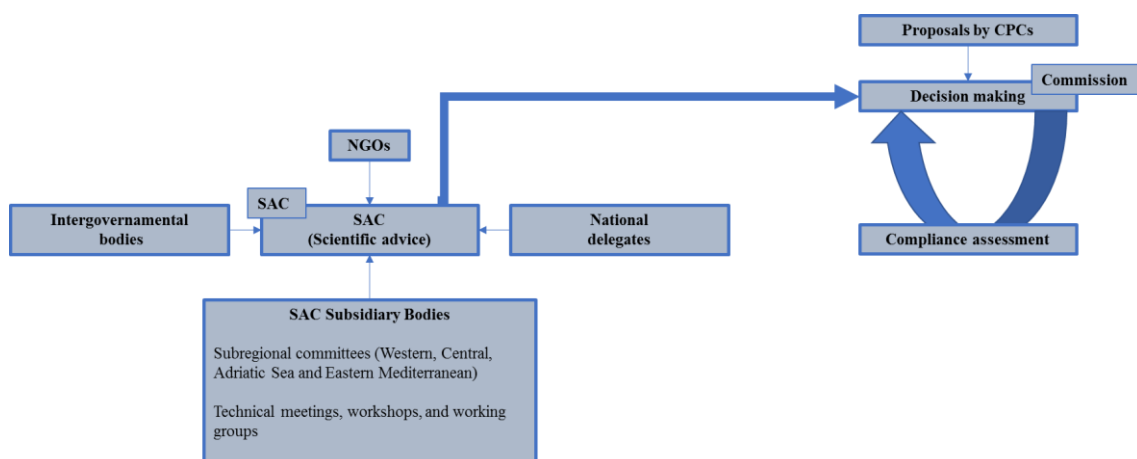 Proposals by CPCs
Commission
Decision making
NGOs
SAC
Intergovernamental
bodies
SAC
(Scientific advice)
National
delegates
Compliance assessment
SAC Subsidiary Bodies
Subregional committees (Western, Central,
Adriatic Sea and Eastern Mediterranean)
Technical meetings, workshops, and working
groups